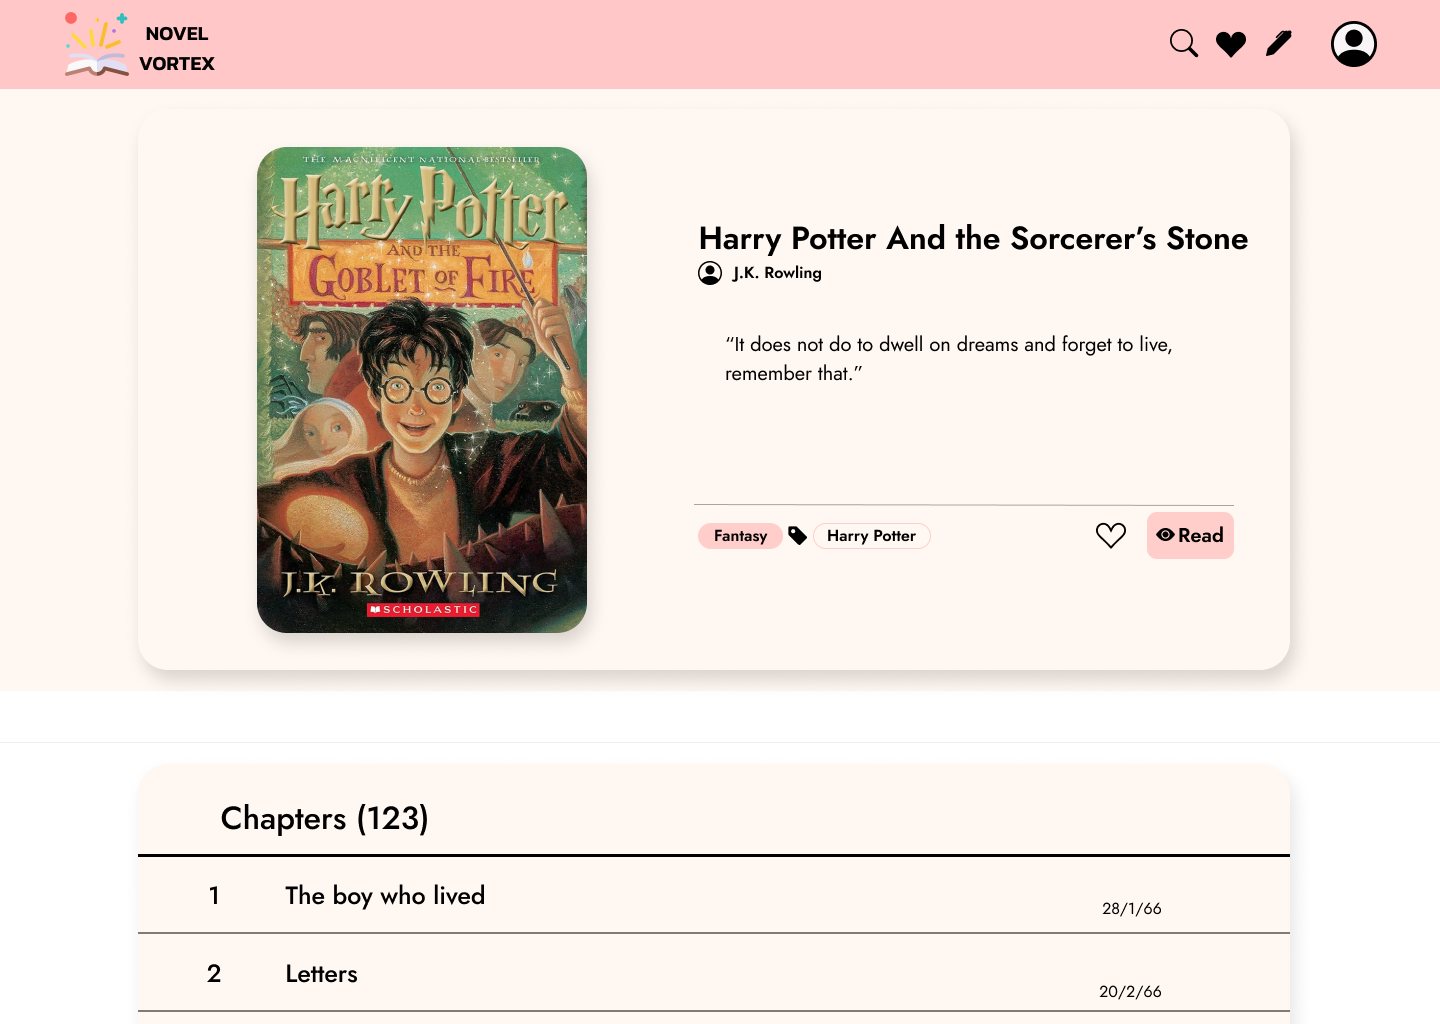 NOVEL
VORTEX
THE MAGNIFICENT NATIONAL BESTSELLER
Harry Potter
AND THE
GOBLET OF FIRE
J.K. ROWLING
SCHOLASTIC
Harry Potter And the Sorcerer’s Stone
J.K. Rowling
“It does not do to dwell on dreams and forget to live,
remember that.”
Fantasy
Harry Potter
Read
Chapters (123)
1 The boy who lived
28/1/66
2 Letters
20/2/66